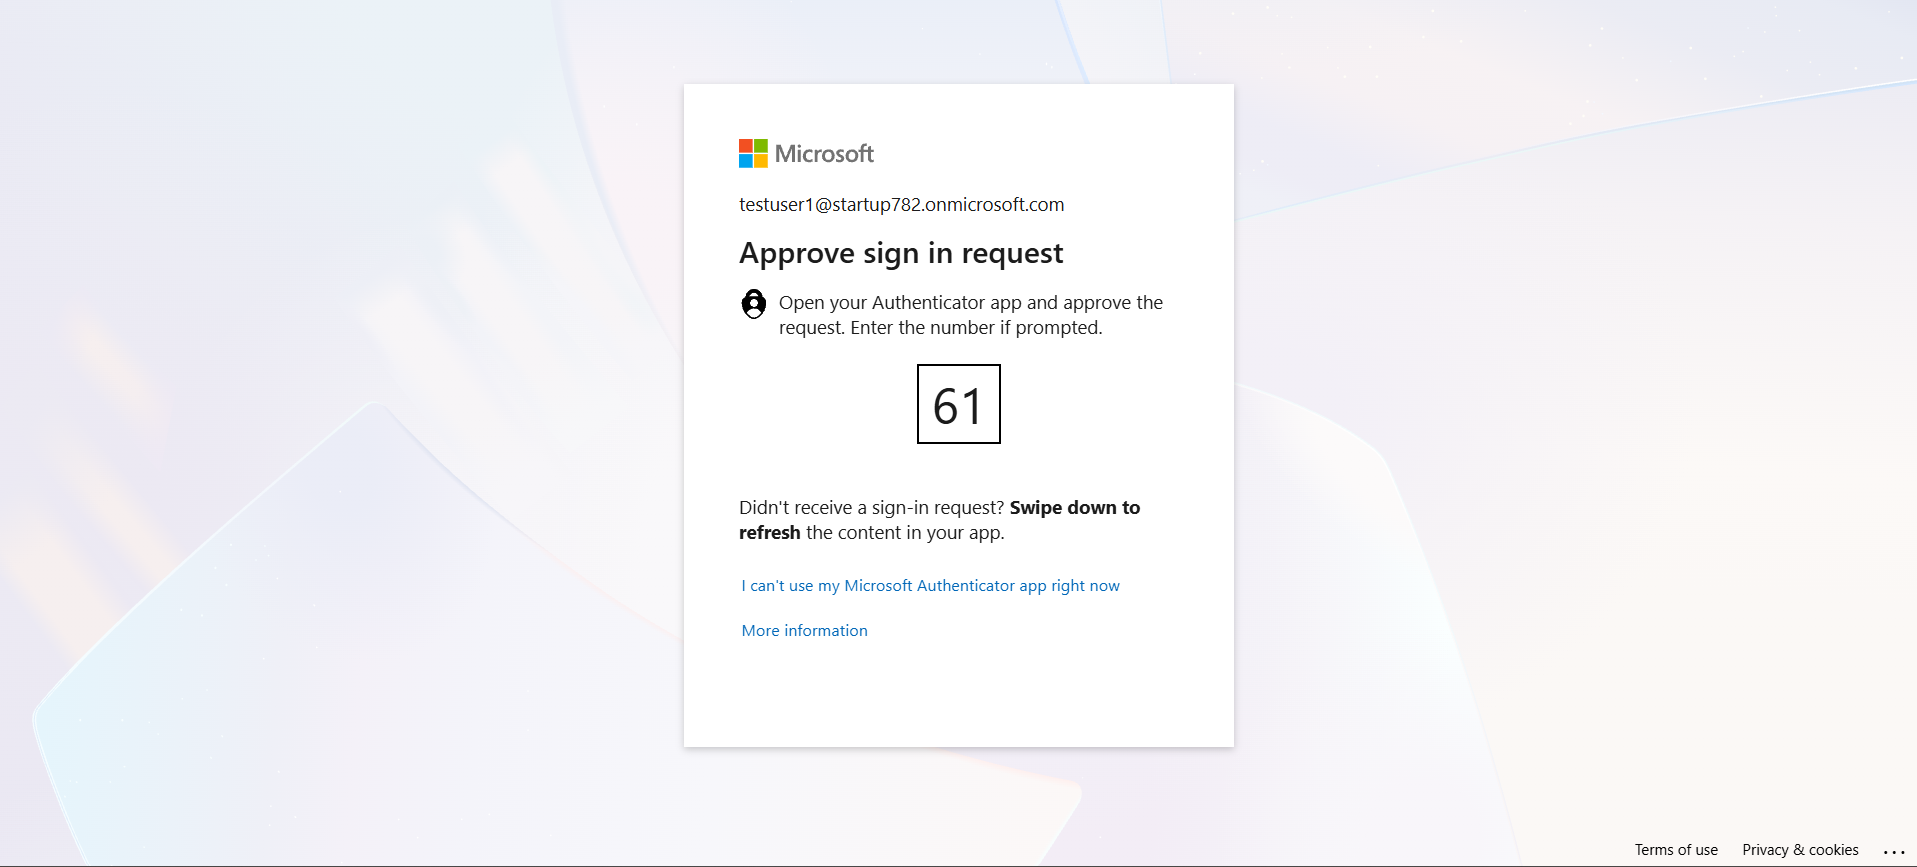 Microsoft
testuser1@startup782.onmicrosoft.com
Approve sign in request
Open your Authenticator app and approve the
request. Enter the number if prompted.
61
Didn't receive a sign-in request? Swipe down to
refresh the content in your app.
I can't use my Microsoft Authenticator app right now
More information
Terms of use Privacy & cookies ...